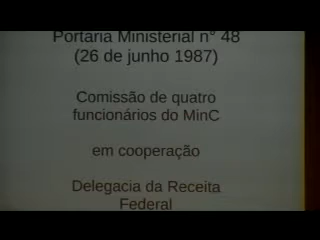 Portaria Ministerial n° 48
(26 de junho 1987)
Comissão de quatro
funcionários do MinC
em cooperação
Delegacia da Receita
Federal